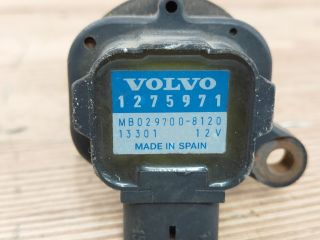 VOLVO
1275971
MB029700-8120
13301 12V
MADE IN SPAIN